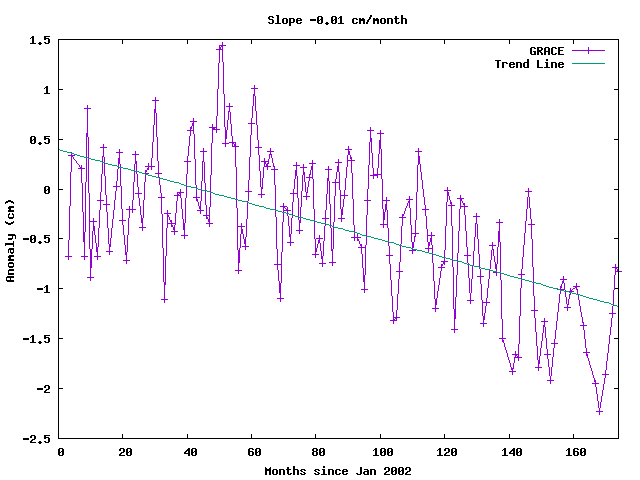 Slope -0.01 cm/month
GRACE
Trend Line
1.5
1
0.5
0
-0.5
-1
-1.5
-2
-2.5
Anomaly (cm)
0 20 40 60 80 100 120 140 160
Months since Jan 2002